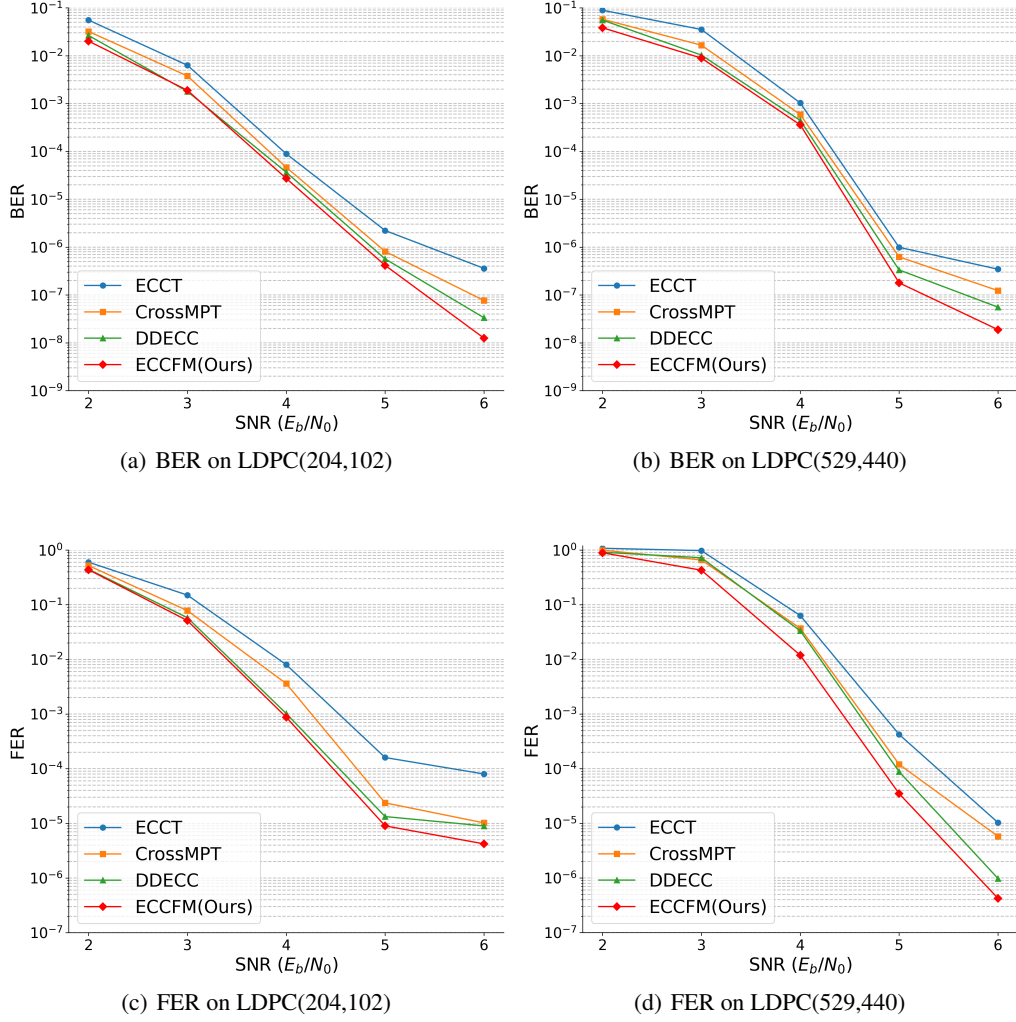 10⁻¹
10⁻²
10⁻³
10⁻⁴
10⁻⁵
10⁻⁶
10⁻⁷
10⁻⁸
10⁻⁹
BER
ECCT
CrossMPT
DDECC
ECCFM(Ours)
2 3 4 5 6
SNR (E_b/N_0)
(a) BER on LDPC(204,102)
10⁻¹
10⁻²
10⁻³
10⁻⁴
10⁻⁵
10⁻⁶
10⁻⁷
10⁻⁸
10⁻⁹
BER
ECCT
CrossMPT
DDECC
ECCFM(Ours)
2 3 4 5 6
SNR (E_b/N_0)
(b) BER on LDPC(529,440)
10⁰
10⁻¹
10⁻²
10⁻³
10⁻⁴
10⁻⁵
10⁻⁶
10⁻⁷
FER
ECCT
CrossMPT
DDECC
ECCFM(Ours)
2 3 4 5 6
SNR (E_b/N_0)
(c) FER on LDPC(204,102)
10⁰
10⁻¹
10⁻²
10⁻³
10⁻⁴
10⁻⁵
10⁻⁶
10⁻⁷
FER
ECCT
CrossMPT
DDECC
ECCFM(Ours)
2 3 4 5 6
SNR (E_b/N_0)
(d) FER on LDPC(529,440)